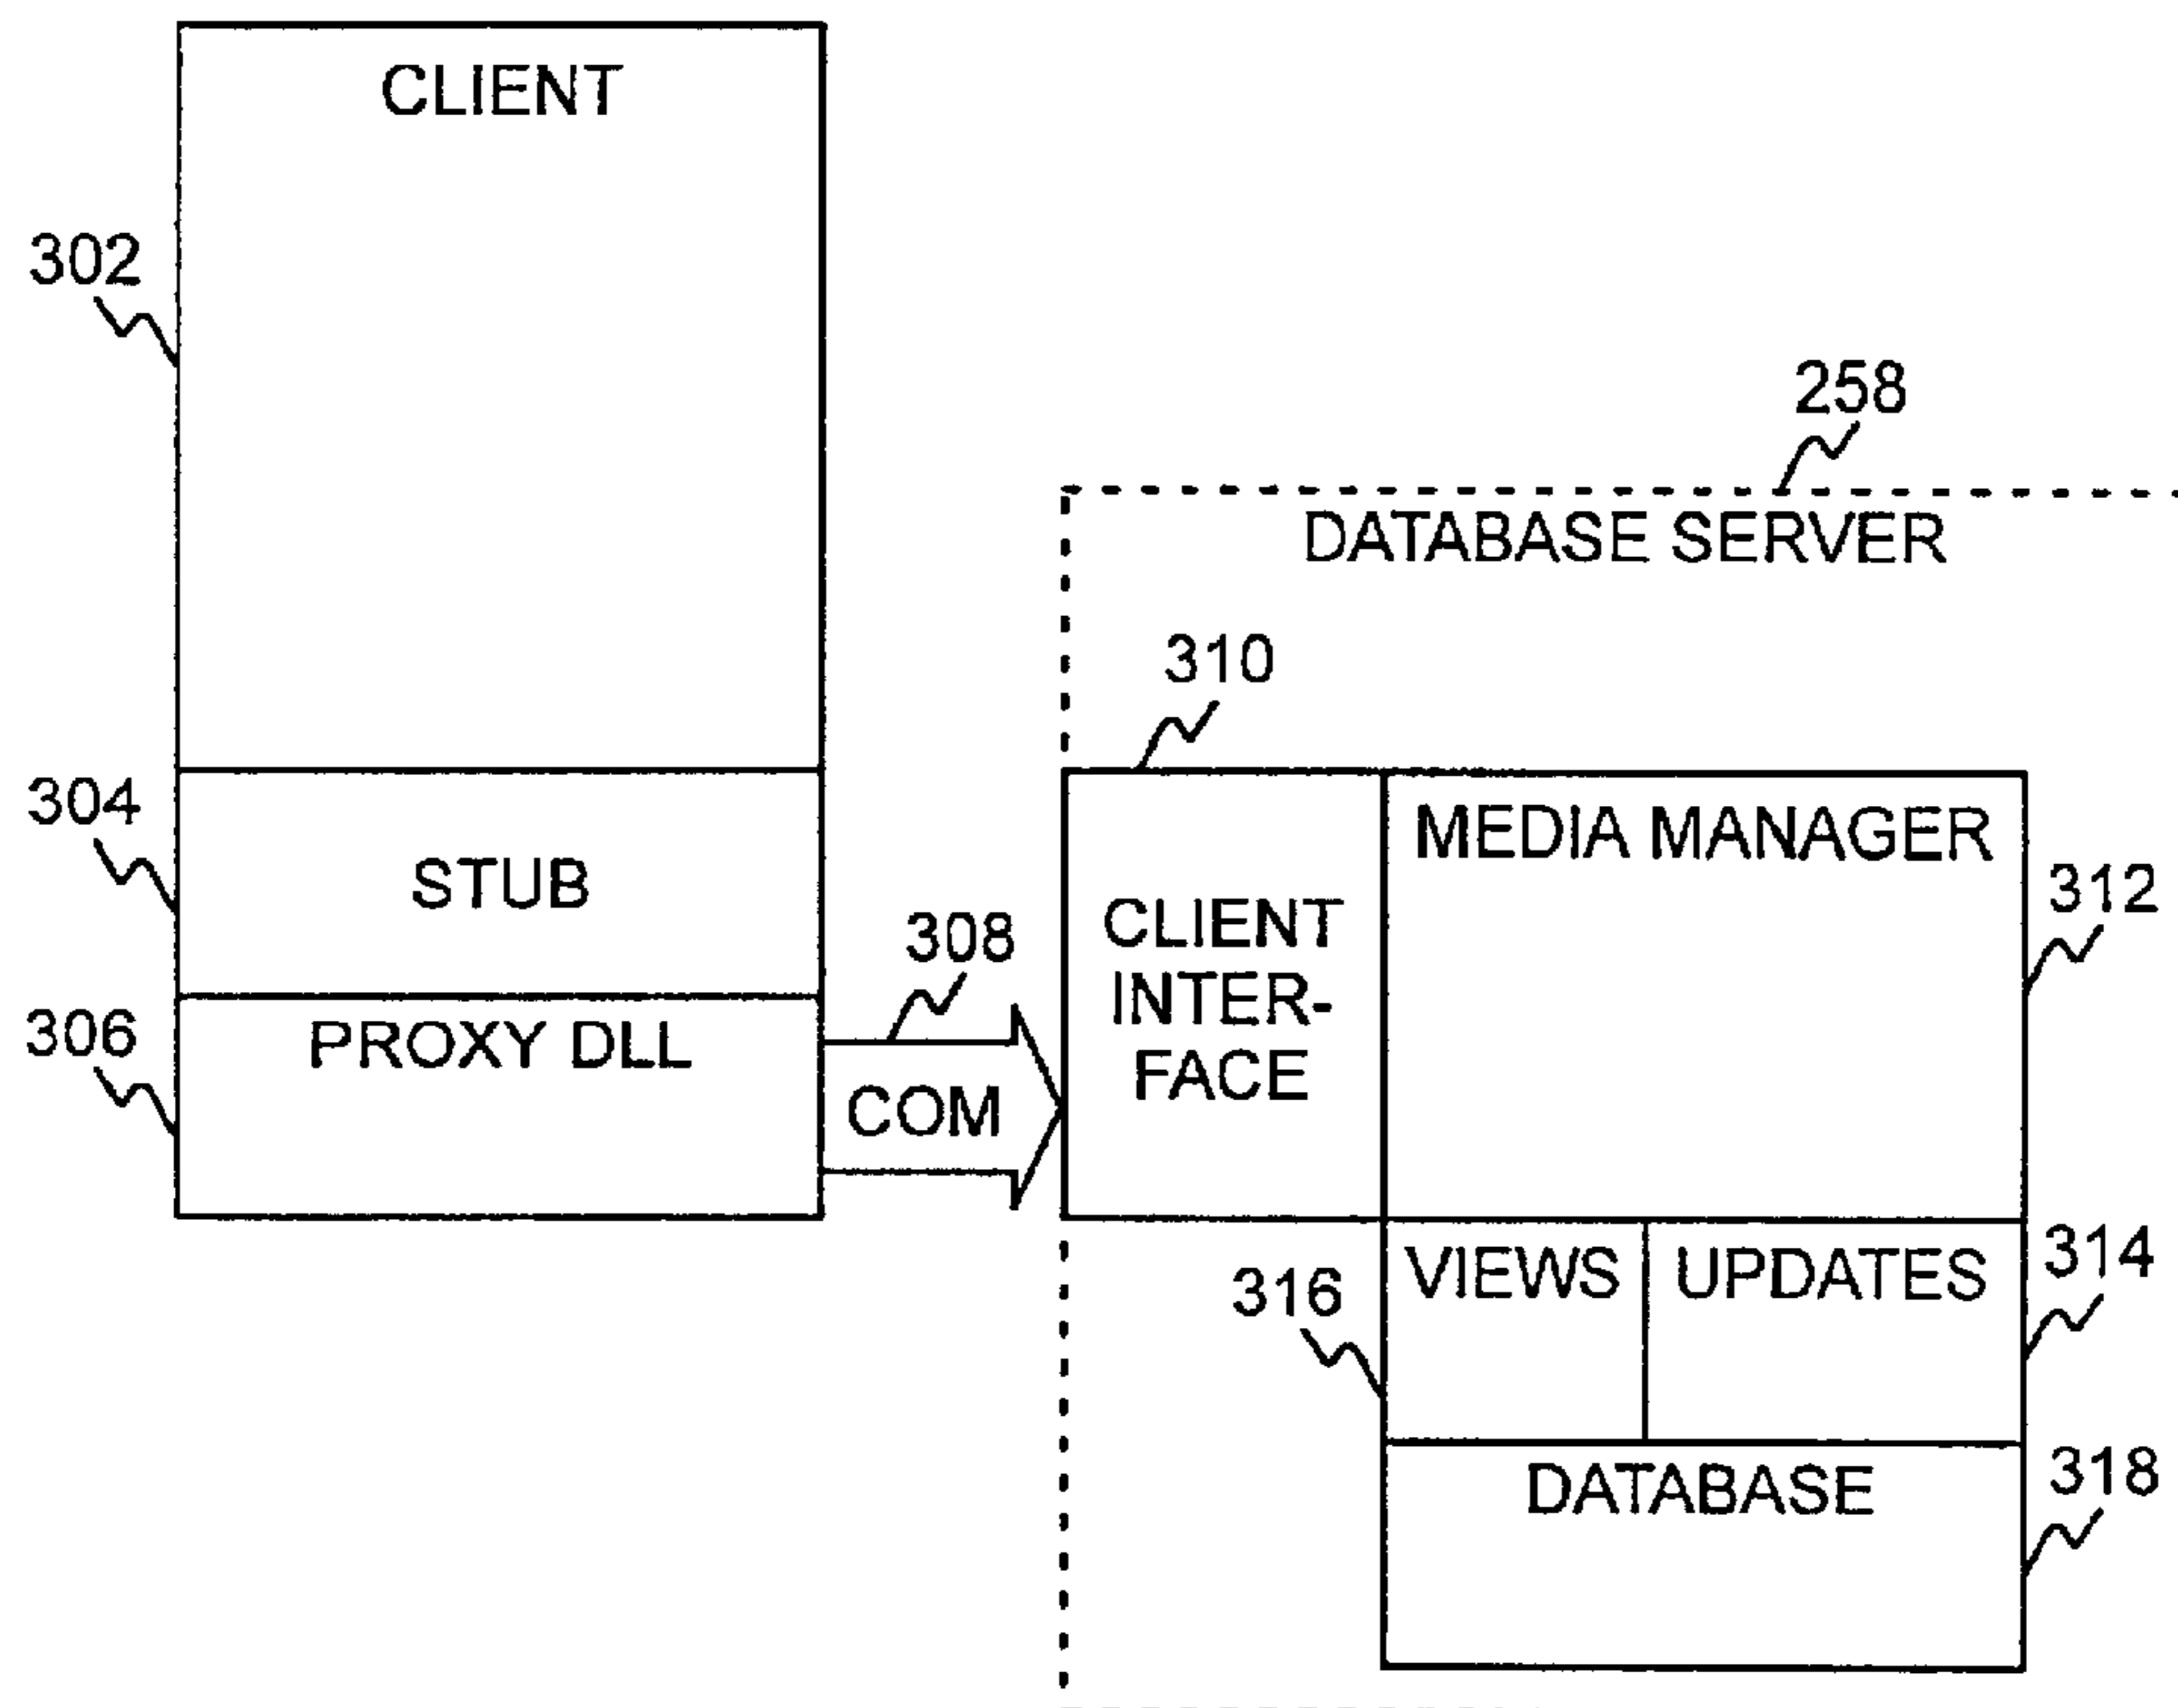 CLIENT
302
258
DATABASE SERVER
310
304
STUB
MEDIA MANAGER
312
308
CLIENT
INTER-
FACE
306
PROXY DLL
COM
316
VIEWS
UPDATES
314
DATABASE
318